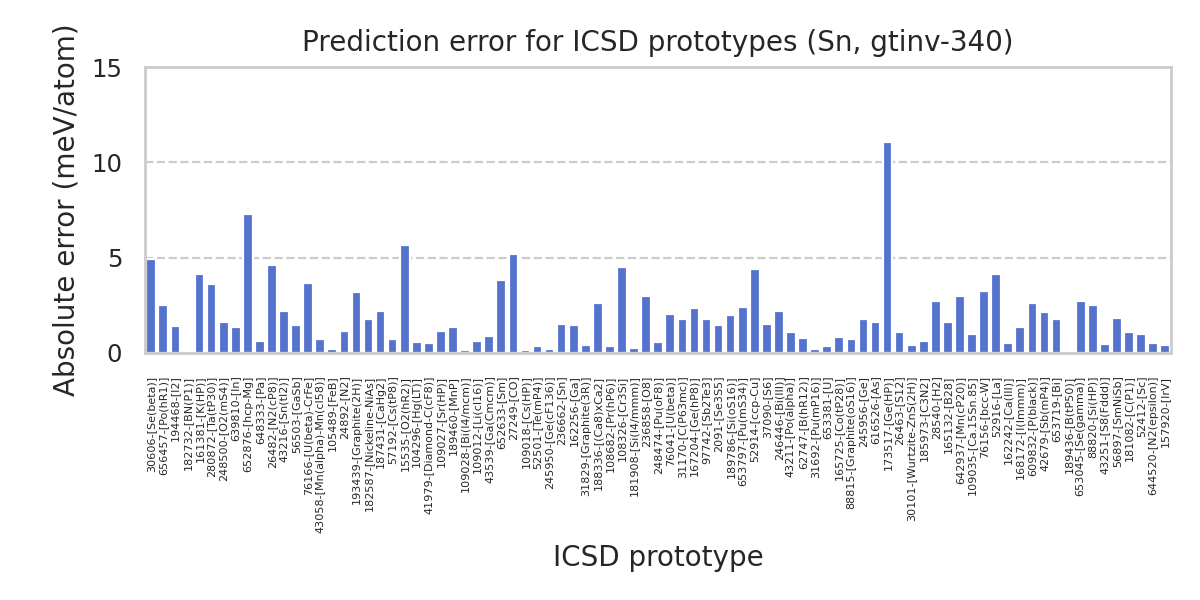 Prediction error for ICSD prototypes (Sn, gtinv-340)
Absolute error (meV/atom)
15
10
5
0
30606-[Se(beta)]
656457-[Po(hR1)]
194468-[I2]
182732-[BN(P1)]
161381-[K(HP)]
280872-[Pa(P30)]
248500-[O2(mS4)]
639810-[In]
652876-[hcp-Mg]
648333-[Pa]
26482-[N2(cP8)]
43216-[Sn(tI2)]
56503-[GaSb]
76166-[U(beta)-CrFe]
43058-[Mn(alpha)-Mn(cI58)]
105489-[FeB]
24892-[N2]
193439-[Graphite(2H)]
182587-[Nickeline-NiAs]
187431-[CaHg2]
57192-[Cs(tP8)]
15535-[O2(hR2)]
104296-[Hg(LT)]
41979-[Diamond-C(cF8)]
109027-[Sr(HP)]
189460-[MnP]
109028-[Bi(I4/mcm)]
109012-[Li(cI16)]
43539-[Ga(Cmcm)]
652633-[Sm]
27249-[CO]
109018-[Cs(HP)]
52501-[Te(mP4)]
245950-[Ge(cF136)]
236662-[Sn]
162256-[Ga]
31829-[Graphite(3R)]
188336-[(Ca8)xCa2]
108682-[Pr(hP6)]
108326-[Cr3Si]
181908-[Si(I4/mmm)]
236858-[O8]
248474-[Ga(oF8)]
76041-[U(beta)]
31170-[C(P63mc)]
167204-[Ge(hP8)]
97742-[Sb2Te3]
2091-[Se3S5]
189786-[Si(oS16)]
653797-[Pu(mS34)]
52914-[ccp-Cu]
37090-[S6]
246446-[Bi(III)]
43211-[Po(alpha)]
62747-[B(hR12)]
31692-[Pu(mP16)]
653381-[U]
165725-[Co(tP28)]
88815-[Graphite(oS16)]
245956-[Ge]
616526-[As]
173517-[Ge(HP)]
26463-[S12]
30101-[Wurtzite-ZnS(2H)]
185973-[C3N2]
28540-[H2]
165132-[B28]
642937-[Mn(cP20)]
109035-[Ca.15Sn.85]
76156-[bcc-W]
52916-[La]
162242-[CaIII]
168172-[I(Immm)]
609832-[P(black)]
42679-[Sb(mP4)]
653719-[Bi]
189436-[B(tP50)]
653045-[Se(gamma)]
88820-[Si(HP)]
43251-[S8(Fddd)]
56897-[SmNiSb]
181082-[C(P1)]
52412-[Sc]
644520-[N2(epsilon)]
157920-[IrV]
ICSD prototype